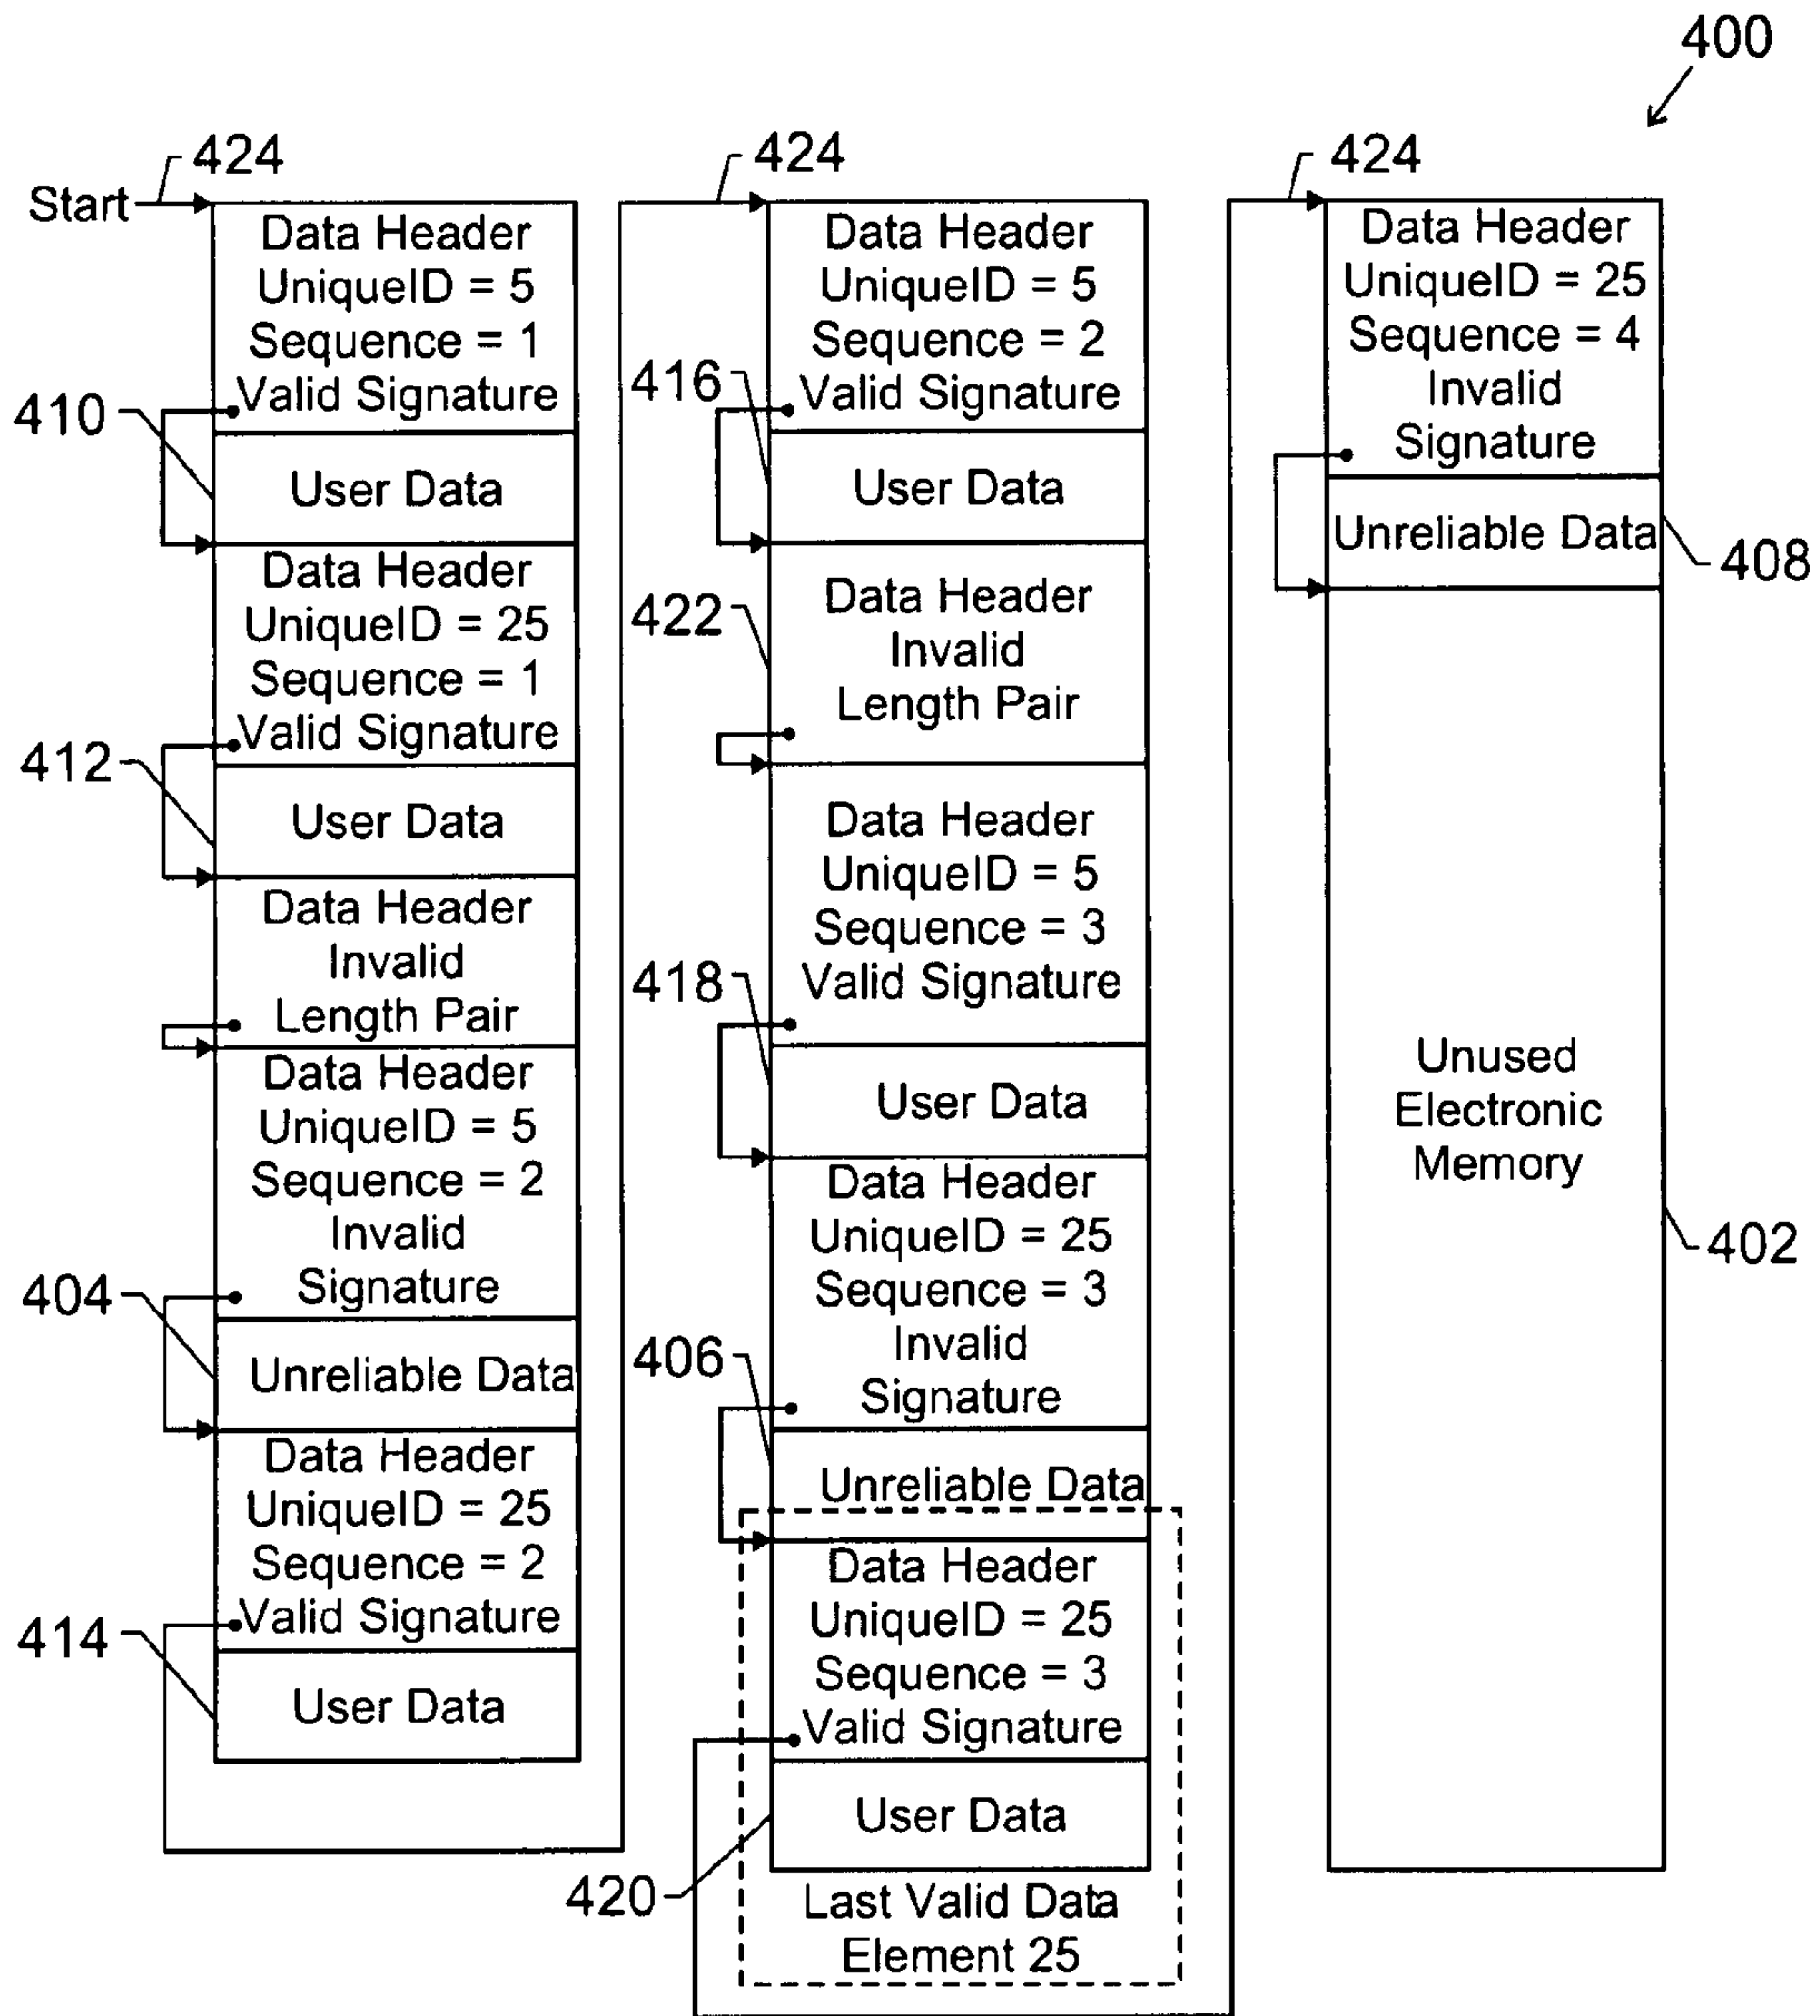 400
424
Start
Data Header
UniqueID = 5
Sequence = 1
Valid Signature
410
User Data
Data Header
UniqueID = 25
Sequence = 1
Valid Signature
412
User Data
Data Header
Invalid
Length Pair
Data Header
UniqueID = 5
Sequence = 2
Invalid
Signature
404
Unreliable Data
Data Header
UniqueID = 25
Sequence = 2
Valid Signature
414
User Data
424
Data Header
UniqueID = 5
Sequence = 2
Valid Signature
416
User Data
Data Header
Invalid
Length Pair
422
Data Header
UniqueID = 5
Sequence = 3
Valid Signature
418
User Data
Data Header
UniqueID = 25
Sequence = 3
Invalid
Signature
406
Unreliable Data
Data Header
UniqueID = 25
Sequence = 3
Valid Signature
User Data
420
Last Valid Data
Element 25
424
Data Header
UniqueID = 25
Sequence = 4
Invalid
Signature
Unreliable Data
408
Unused
Electronic
Memory
402